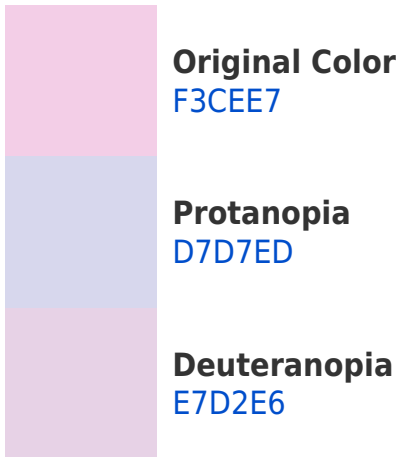 Original Color
F3CEE7
Protanopia
D7D7ED
Deuteranopia
E7D2E6